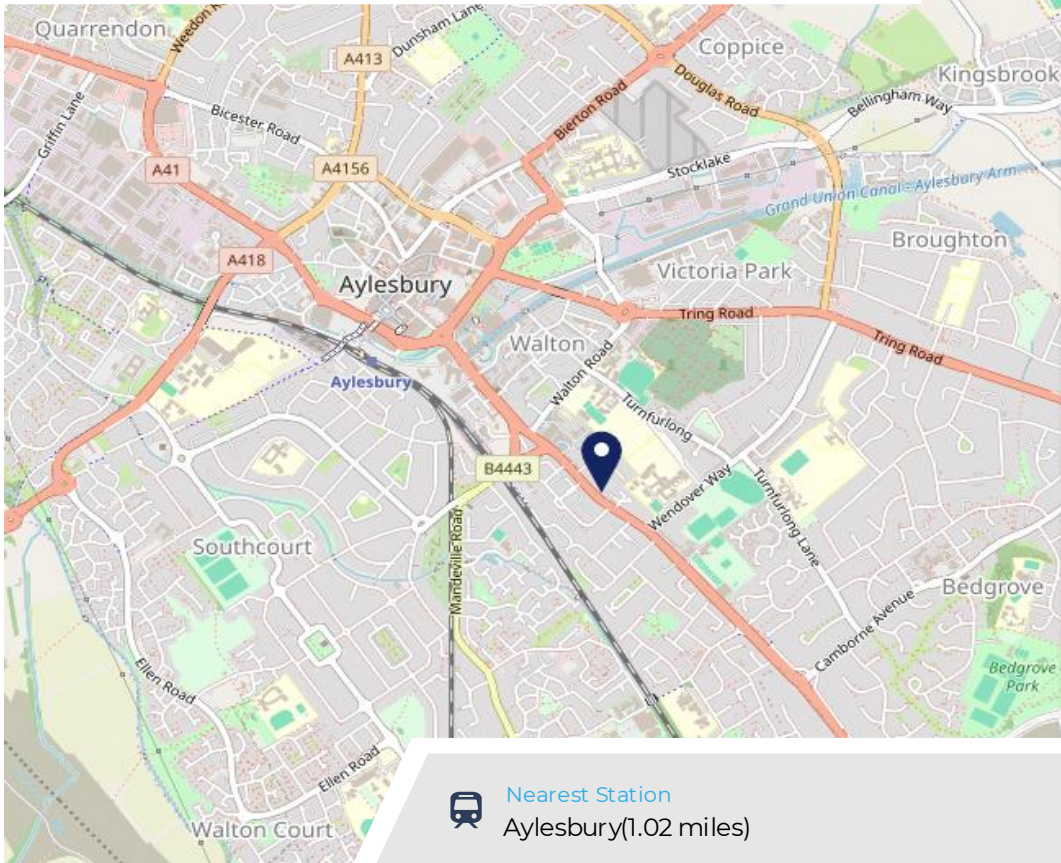 Quarrendon
Weedon R
A413
Dunsham Lane
Coppice
Kingsbrook
Griffin Lane
Bicester Road
Bierton Road
Douglas Road
Bellingham Way
A41
A4156
Stocklake
Grand Union Canal - Aylesbury Arm
A418
Aylesbury
Victoria Park
Broughton
Tring Road
Walton
Tring Road
Aylesbury
Walton Road
Turnfurlong
B4443
Wendover Way
Turnfurlong Lane
Southcourt
Mandeville Road
Bedgrove
Camborne Avenue
Ellen Road
Bedgrove
Park
Ellen Road
Walton Court
Nearest Station
Aylesbury(1.02 miles)